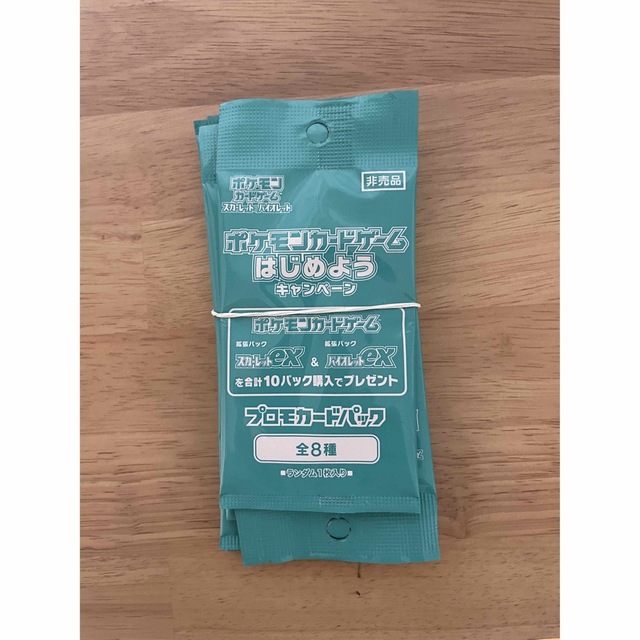 ポケモン
カードゲーム
スカーレット バイオレット
非売品
ポケモンカードゲーム
はじめよう
キャンペーン
ポケモンカードゲーム
拡張パック 拡張パック
スカーレットex & バイオレットex
を合計10パック購入でプレゼント
プロモカードパック
全8種
■ランダム1枚入り■